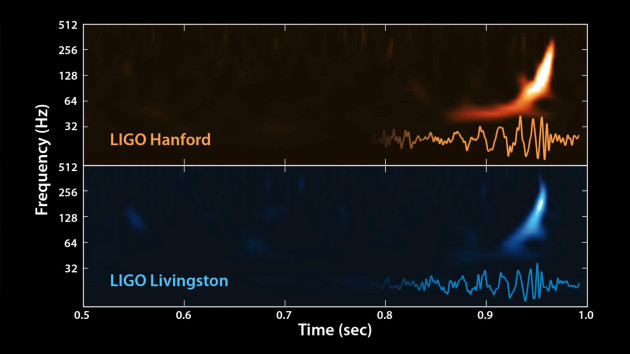 Frequency (Hz)
512
256
128
64
32
LIGO Hanford
512
256
128
64
32
LIGO Livingston
0.5 0.6 0.7 0.8 0.9 1.0
Time (sec)